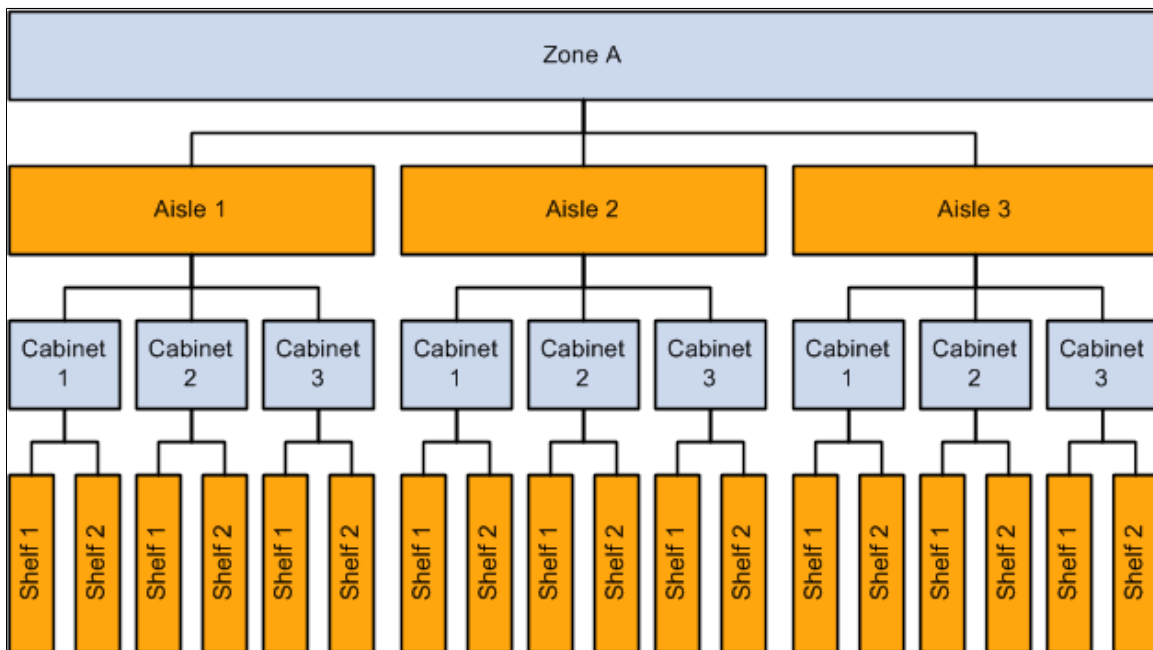 Zone A
Aisle 1
Aisle 2
Aisle 3
Cabinet
1
Cabinet
2
Cabinet
3
Cabinet
1
Cabinet
2
Cabinet
3
Cabinet
1
Cabinet
2
Cabinet
3
Shelf 1
Shelf 2
Shelf 1
Shelf 2
Shelf 1
Shelf 2
Shelf 1
Shelf 2
Shelf 1
Shelf 2
Shelf 1
Shelf 2
Shelf 1
Shelf 2
Shelf 1
Shelf 2
Shelf 1
Shelf 2